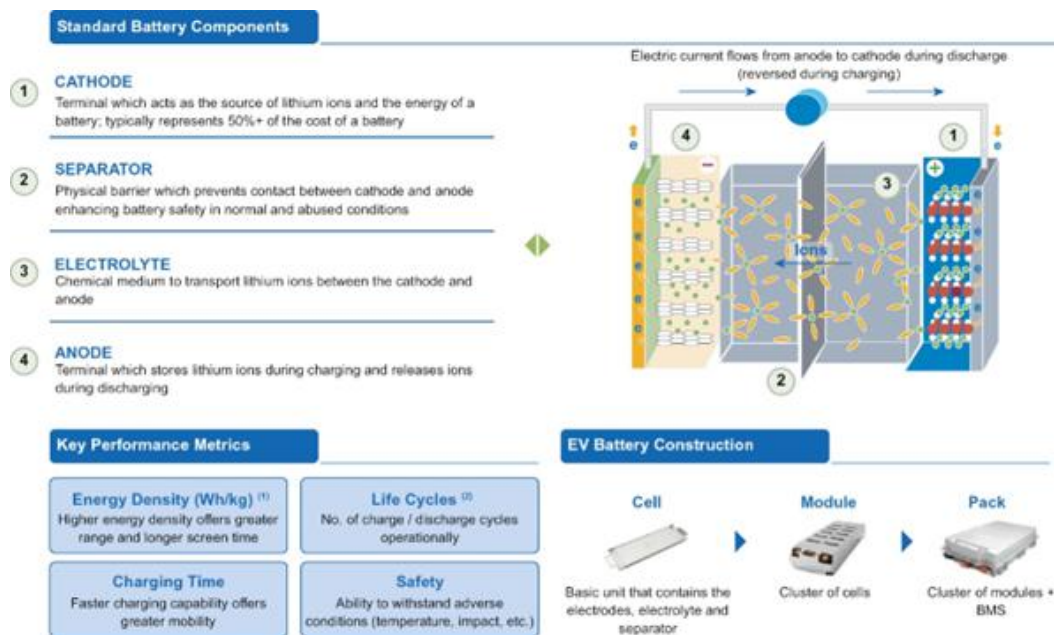 Standard Battery Components
1
CATHODE
Terminal which acts as the source of lithium ions and the energy of a
battery; typically represents 50%+ of the cost of a battery
2
SEPARATOR
Physical barrier which prevents contact between cathode and anode
enhancing battery safety in normal and abused conditions
3
ELECTROLYTE
Chemical medium to transport lithium ions between the cathode and
anode
4
ANODE
Terminal which stores lithium ions during charging and releases ions
during discharging
Electric current flows from anode to cathode during discharge
(reversed during charging)
e
4
1
e
−
+
3
Ions
2
Key Performance Metrics
Energy Density (Wh/kg) (1)
Higher energy density offers greater
range and longer screen time
Life Cycles (2)
No. of charge / discharge cycles
operationally
Charging Time
Faster charging capability offers
greater mobility
Safety
Ability to withstand adverse
conditions (temperature, impact, etc.)
EV Battery Construction
Cell
Basic unit that contains the
electrodes, electrolyte and
separator
Module
Cluster of cells
Pack
Cluster of modules +
BMS